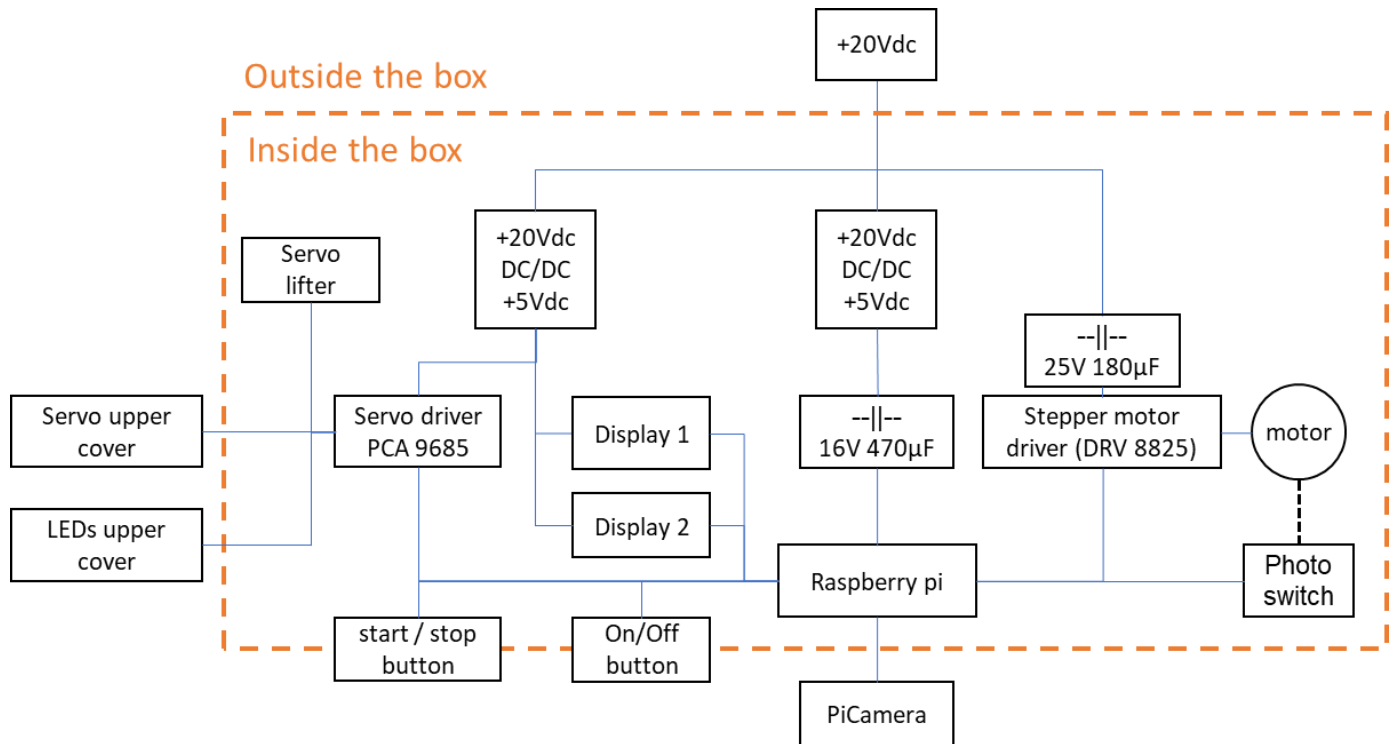 +20Vdc
Outside the box
Inside the box
+20Vdc
DC/DC
+5Vdc
+20Vdc
DC/DC
+5Vdc
Servo
lifter
--||--
25V 180µF
Servo upper
cover
Servo driver
PCA 9685
Display 1
--||--
16V 470µF
Stepper motor
driver (DRV 8825)
motor
LEDs upper
cover
Display 2
Raspberry pi
Photo
switch
start / stop
button
On/Off
button
PiCamera